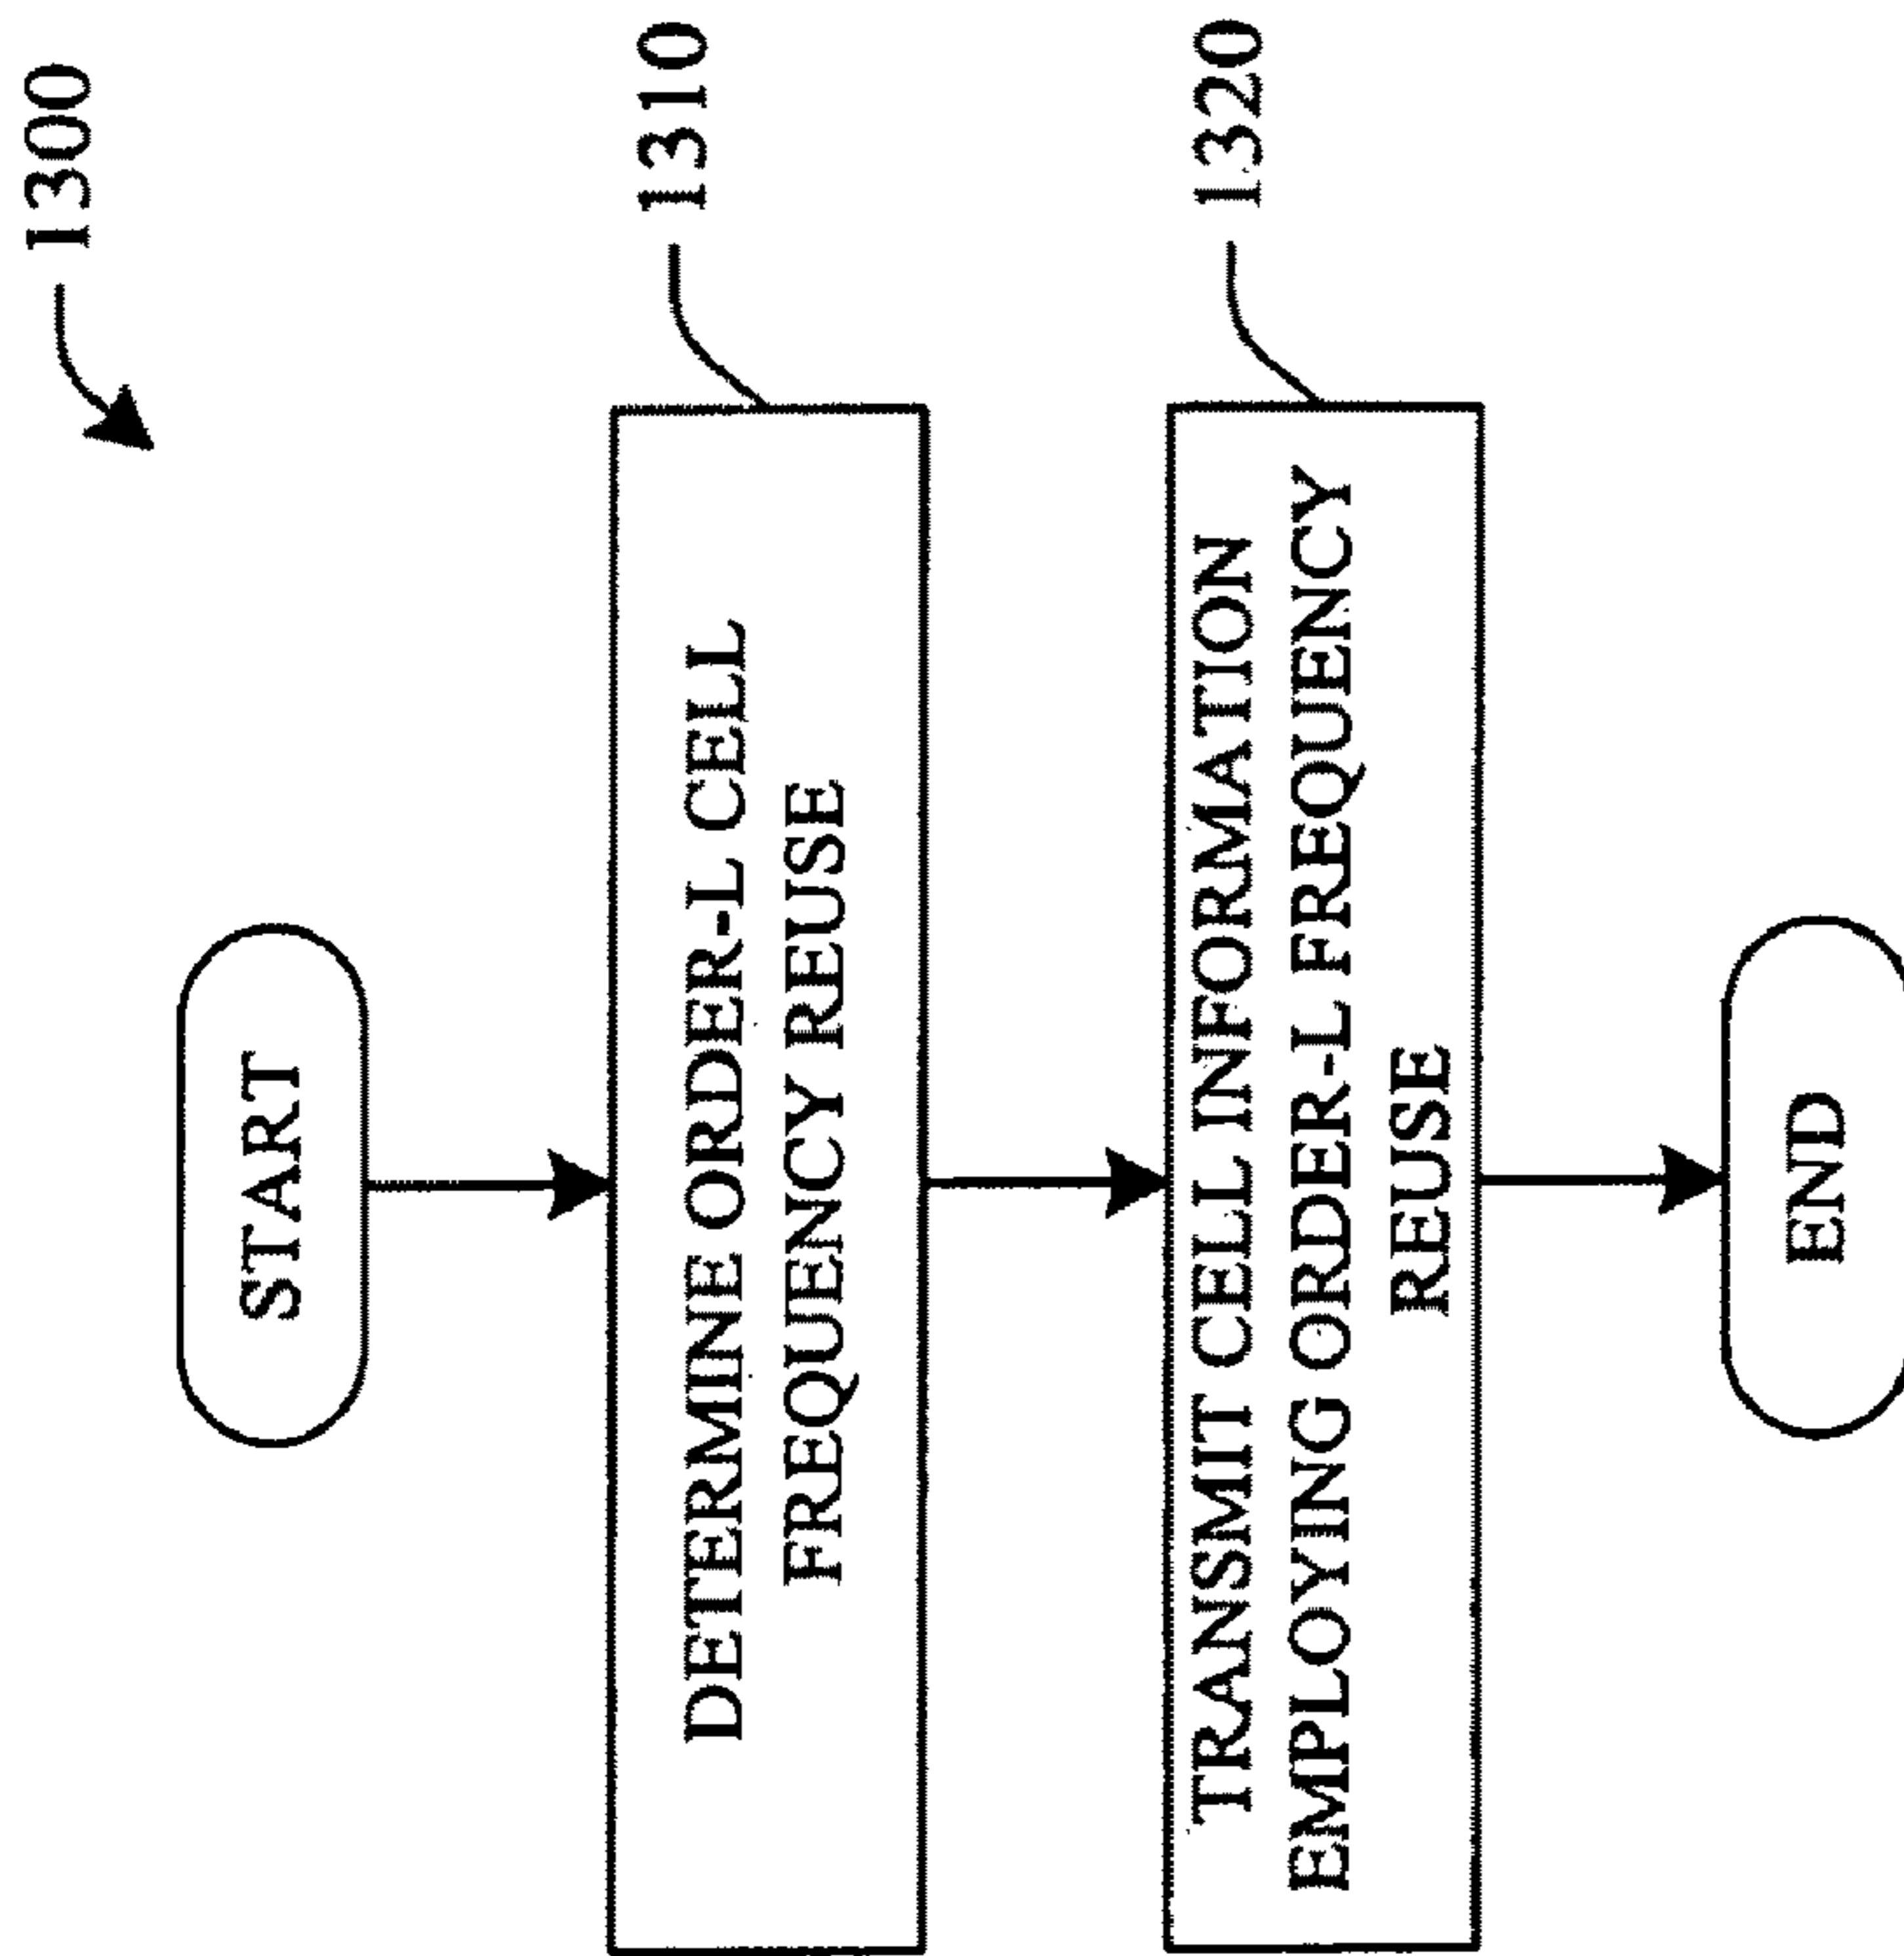 1300
START
DETERMINE ORDER-L CELL
FREQUENCY REUSE
1310
TRANSMIT CELL INFORMATION
EMPLOYING ORDER-L FREQUENCY
REUSE
1320
END